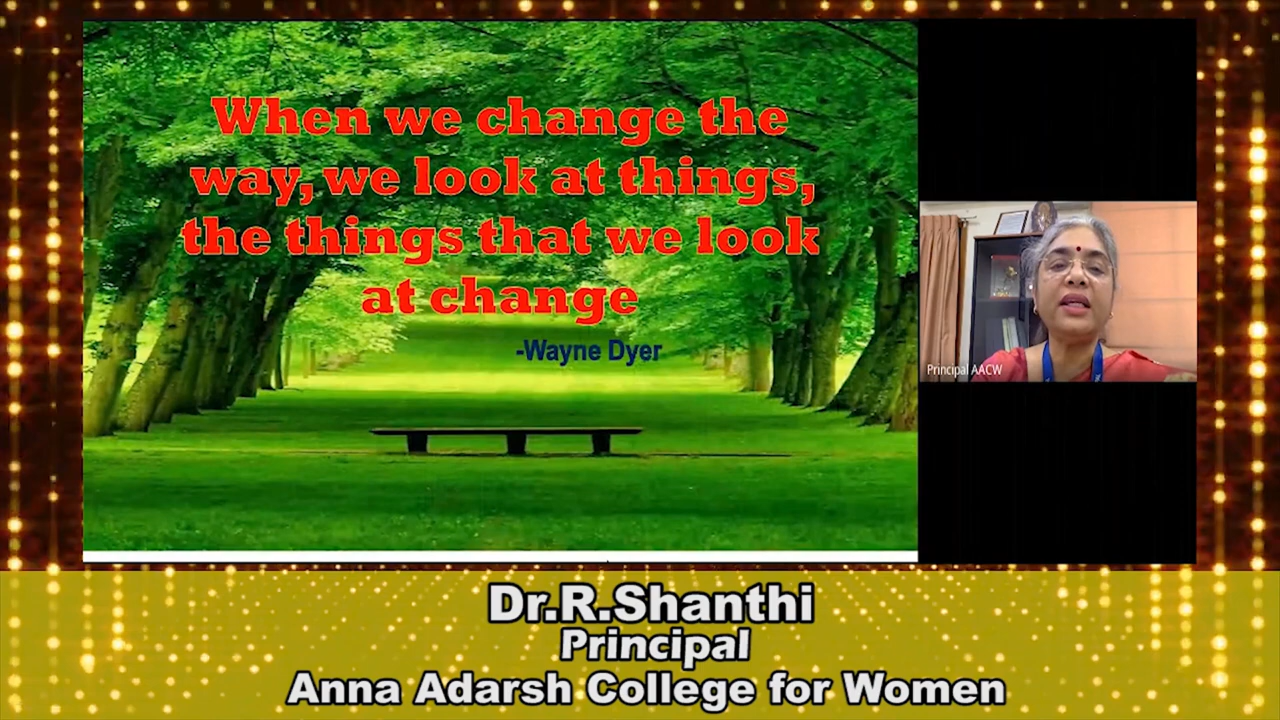 When we change the
way, we look at things,
the things that we look
at change
-Wayne Dyer
Principal AACW
Dr.R.Shanthi
Principal
Anna Adarsh College for Women